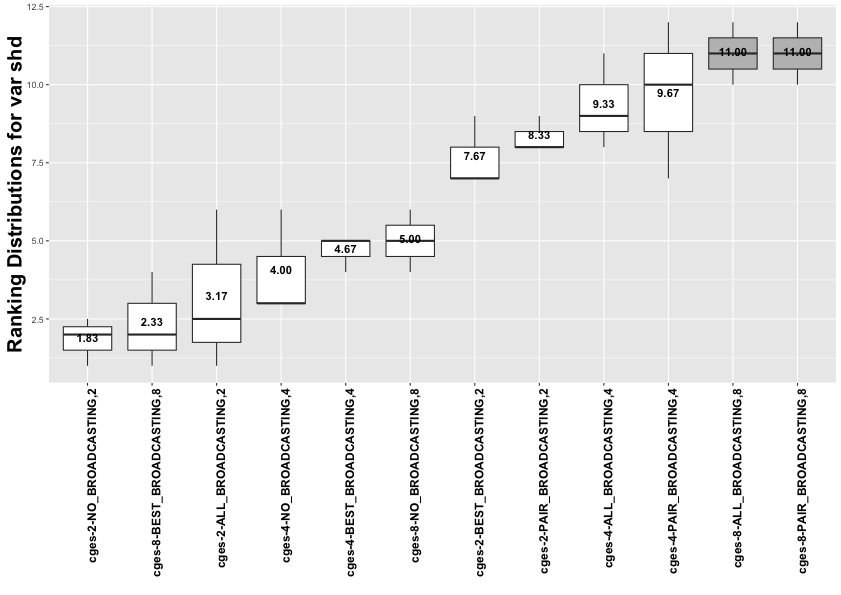 Ranking Distributions for var shd
12.5
10.0
7.5
5.0
2.5
1.83
2.33
3.17
4.00
4.67
5.00
7.67
8.33
9.33
9.67
11.00
11.00
cges-2-NO_BROADCASTING,2
cges-8-BEST_BROADCASTING,8
cges-2-ALL_BROADCASTING,2
cges-4-NO_BROADCASTING,4
cges-4-BEST_BROADCASTING,4
cges-8-NO_BROADCASTING,8
cges-2-BEST_BROADCASTING,2
cges-2-PAIR_BROADCASTING,2
cges-4-ALL_BROADCASTING,4
cges-4-PAIR_BROADCASTING,4
cges-8-ALL_BROADCASTING,8
cges-8-PAIR_BROADCASTING,8